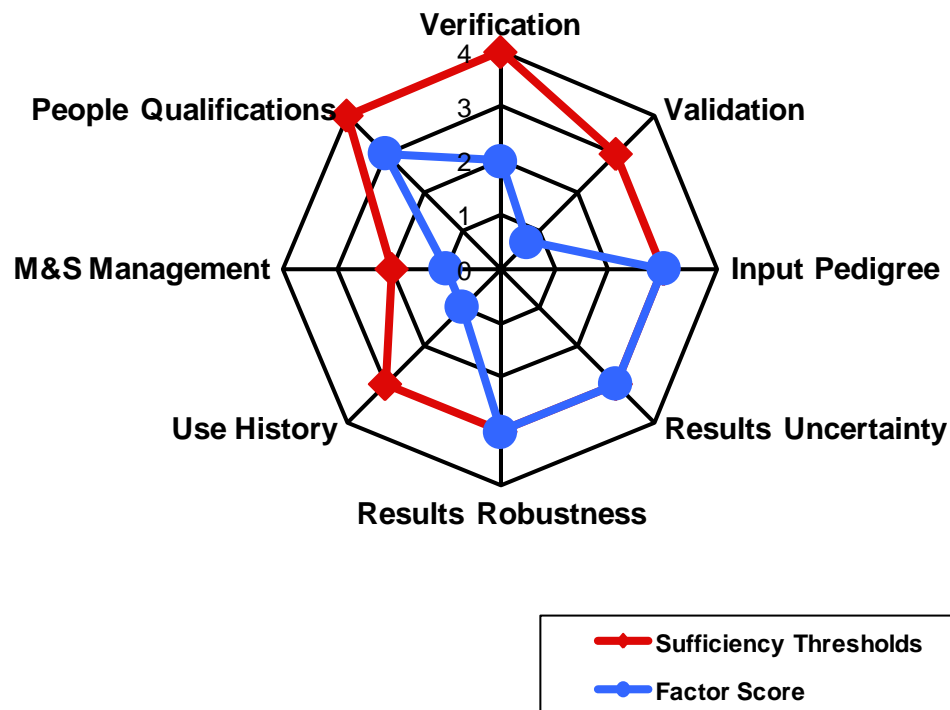 Verification
4
People Qualifications
3
Validation
2
1
M&S Management
0
Input Pedigree
Use History
Results Uncertainty
Results Robustness
Sufficiency Thresholds
Factor Score